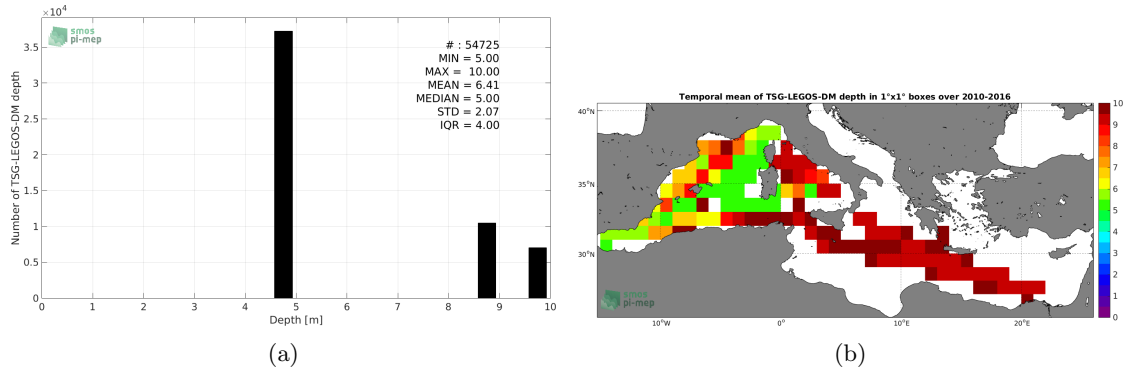 x10⁴
smos
pi-mep
# : 54725
MIN = 5.00
MAX = 10.00
MEAN = 6.41
MEDIAN = 5.00
STD = 2.07
IQR = 4.00
Number of TSG-LEGOS-DM depth
3.5
3
2.5
2
1.5
1
0.5
0
0 1 2 3 4 5 6 7 8 9 10
Depth [m]
(a)
Temporal mean of TSG-LEGOS-DM depth in 1°x1° boxes over 2010-2016
40°N
35°N
30°N
10°W 0° 10°E 20°E
10
9
8
7
6
5
4
3
2
1
0
smos
pi-mep
(b)